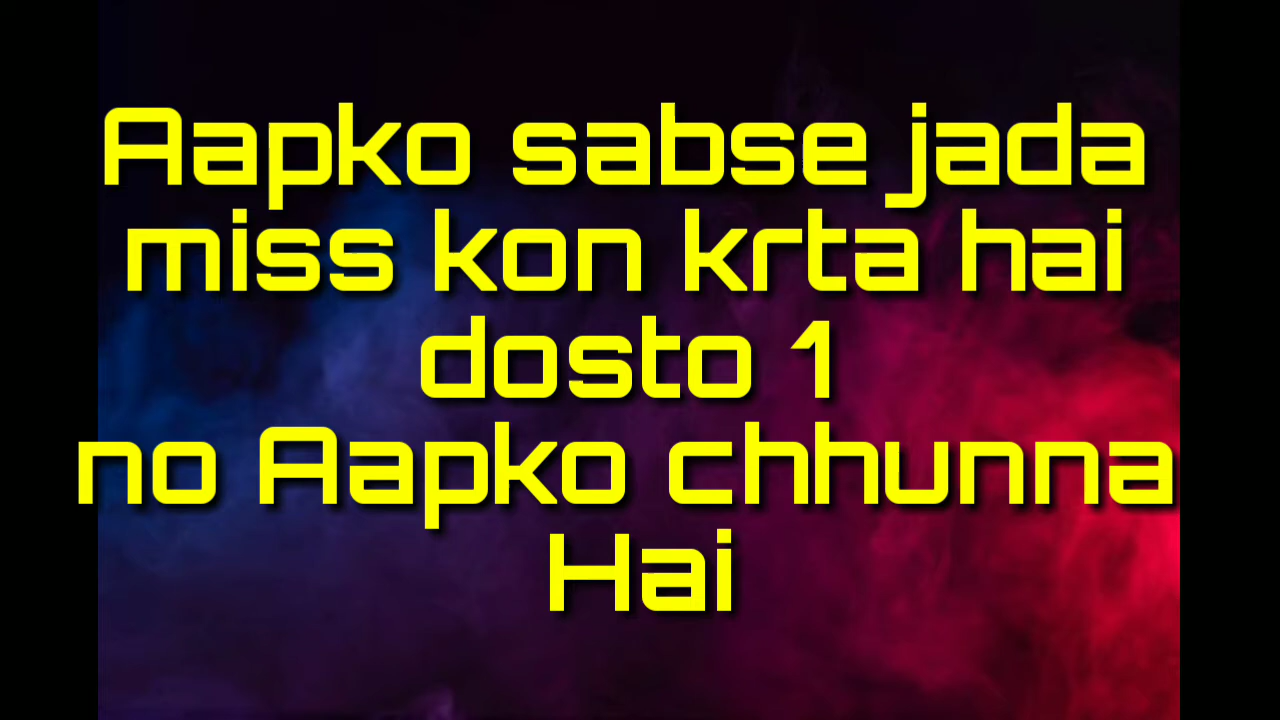 Aapko sabse jada
miss kon krta hai
dosto 1
no Aapko chhunna
Hai